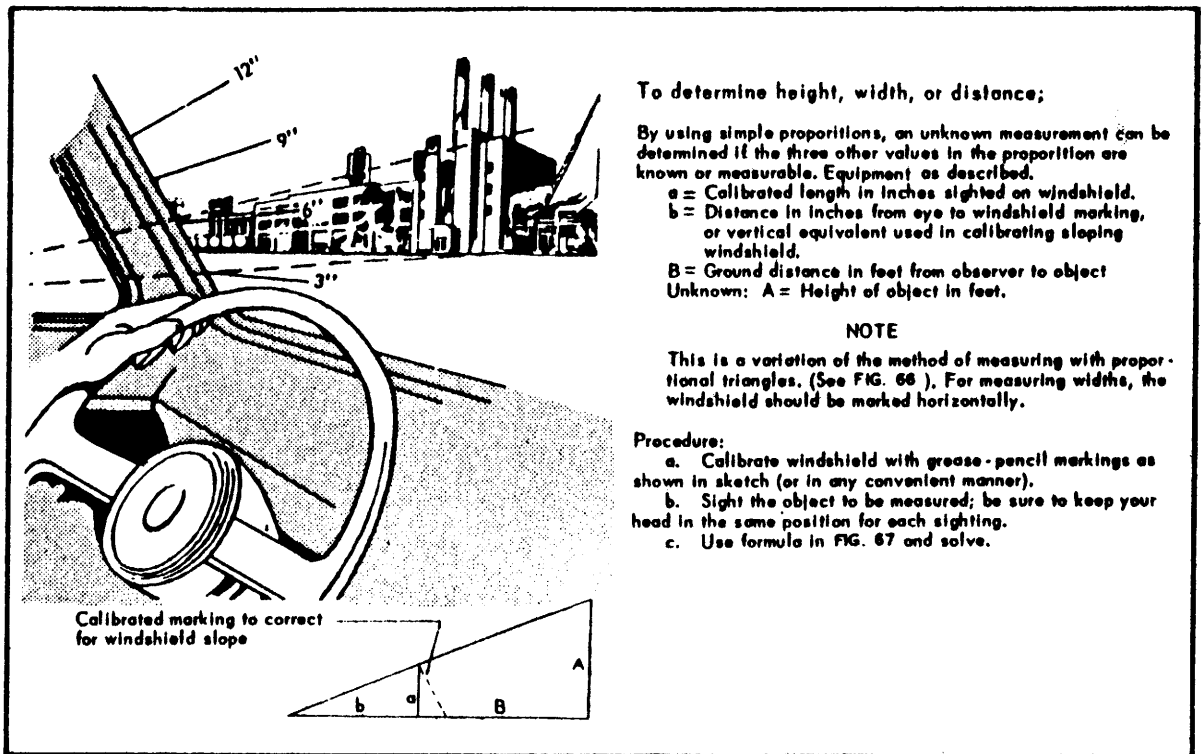 12"
9"
6"
3"
To determine height, width, or distance;
By using simple proporitions, an unknown measurement can be
determined if the three other values in the proporition are
known or measurable. Equipment as described.
a = Calibrated length in inches sighted on windshield.
b = Distance in inches from eye to windshield marking,
or vertical equivalent used in calibrating sloping
windshield.
B = Ground distance in feet from observer to object
Unknown: A = Height of object in feet.
NOTE
This is a variation of the method of measuring with propor-
tional triangles. (See FIG. 66 ). For measuring widths, the
windshield should be marked horizontally.
Procedure:
a. Calibrate windshield with grease-pencil markings as
shown in sketch (or in any convenient manner).
b. Sight the object to be measured; be sure to keep your
head in the same position for each sighting.
c. Use formula in FIG. 67 and solve.
Calibrated marking to correct
for windshield slope
A
a
b
B